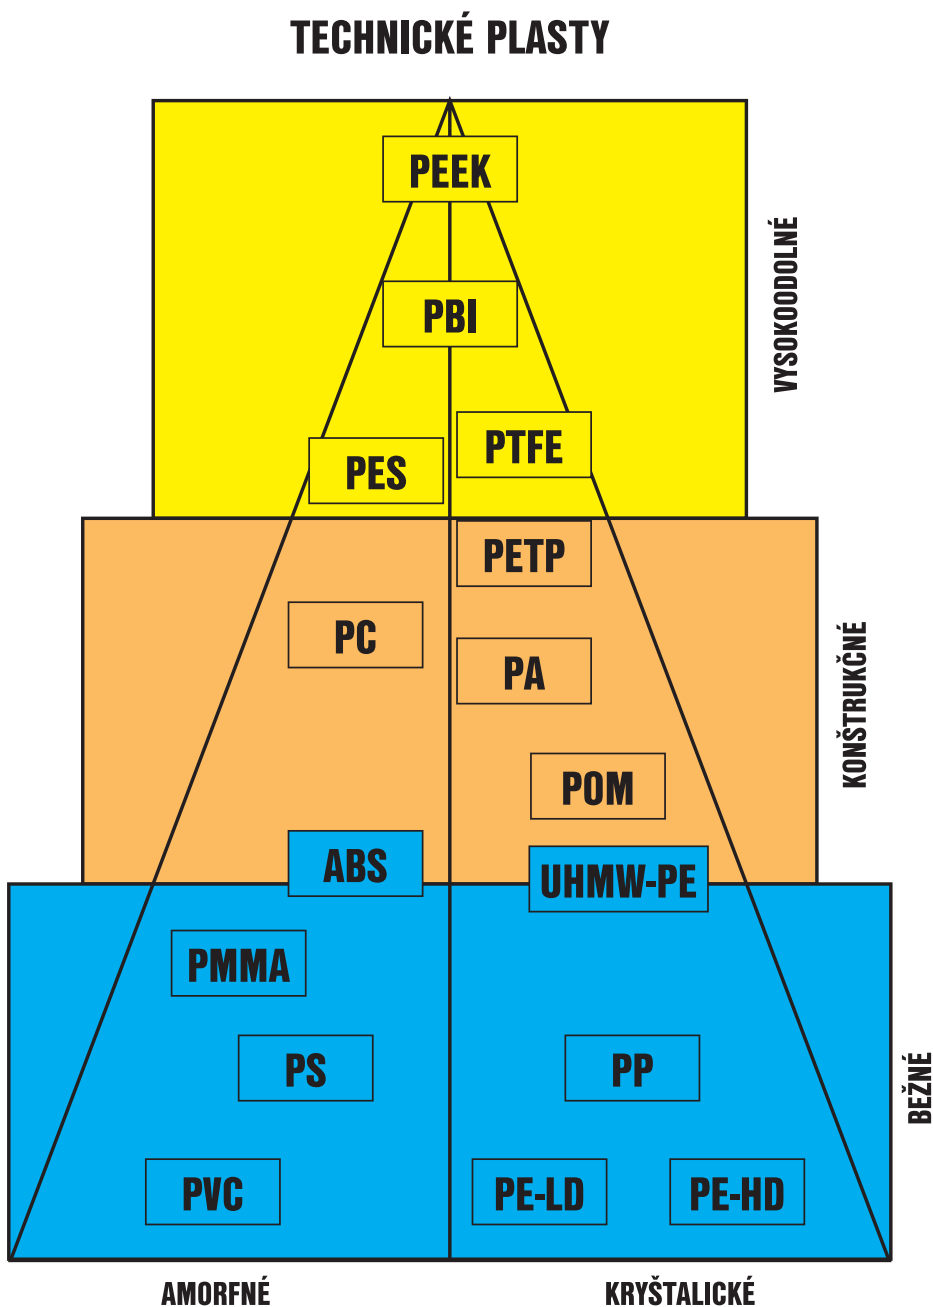 TECHNICKÉ PLASTY
PEEK
PBI
PTFE
PES
VYSOKOODOLNÉ
PETP
PC
PA
POM
KONŠTRUKČNÉ
ABS
UHMW-PE
PMMA
PS
PP
PVC
PE-LD
PE-HD
BEŽNÉ
AMORFNÉ
KRYŠTALICKÉ